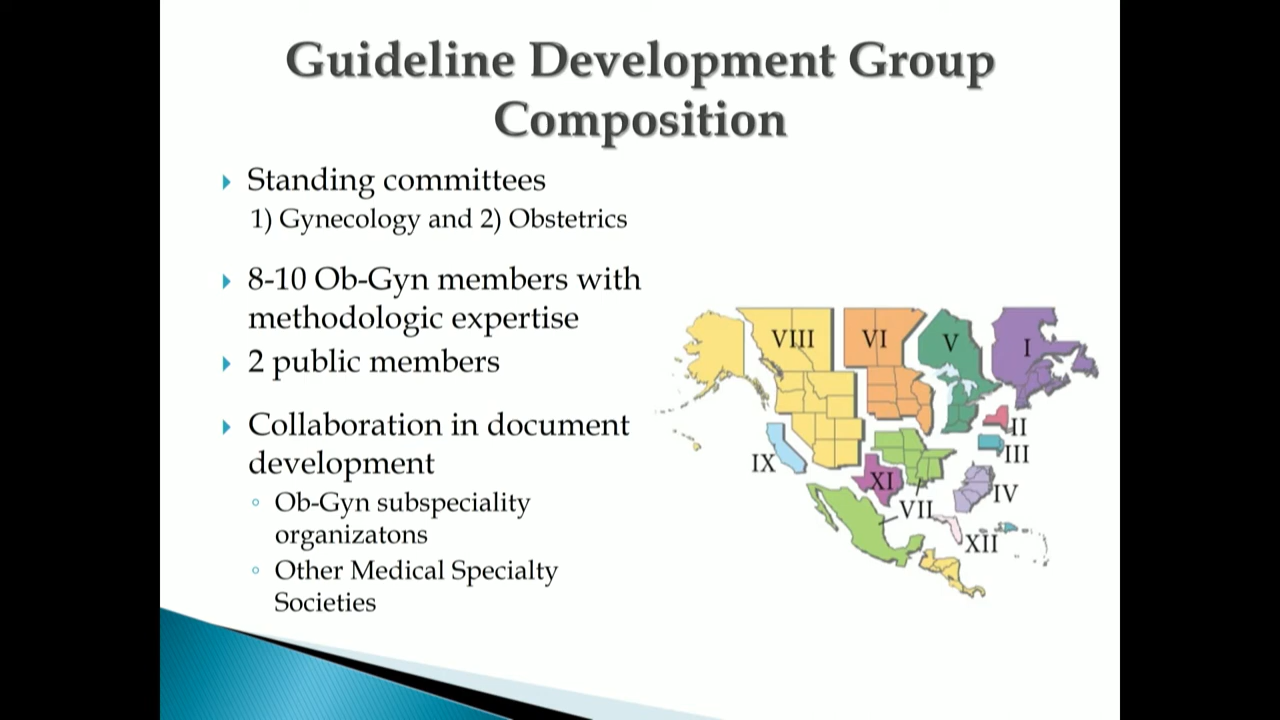 Guideline Development Group
Composition
Standing committees
1) Gynecology and 2) Obstetrics
8-10 Ob-Gyn members with
methodologic expertise
2 public members
Collaboration in document
development
Ob-Gyn subspeciality
organizatons
Other Medical Specialty
Societies
VIII
VI
V
I
II
III
IX
XI
IV
VII
XII